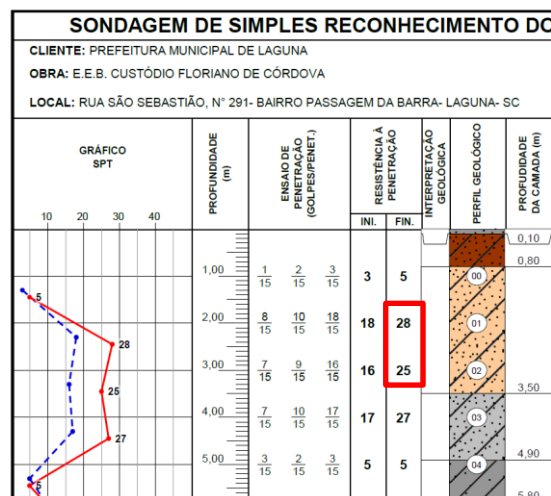 SONDAGEM DE SIMPLES RECONHECIMENTO DO
CLIENTE: PREFEITURA MUNICIPAL DE LAGUNA
OBRA: E.E.B. CUSTÓDIO FLORIANO DE CÓRDOVA
LOCAL: RUA SÃO SEBASTIÃO, N° 291- BAIRRO PASSAGEM DA BARRA- LAGUNA- SC
GRÁFICO
SPT
PROFUNDIDADE
(m)
ENSAIO DE
PENETRAÇÃO
(GOLPES/PENET.)
RESISTÊNCIA À
PENETRAÇÃO
INI. FIN.
INTERPRETAÇÃO
GEOLÓGICA
PERFIL GEOLÓGICO
PROFUDIDADE
DA CAMADA (m)
10 20 30 40
0,10
0,80
1,00 1/15 2/15 3/15 3 5 00
5
2,00 8/15 10/15 18/15 18 28 01
28
3,00 7/15 9/15 16/15 16 25 02
25
3,50
4,00 7/15 10/15 17/15 17 27 03
27
4,90
5,00 3/15 2/15 3/15 5 5 04
5
5,80